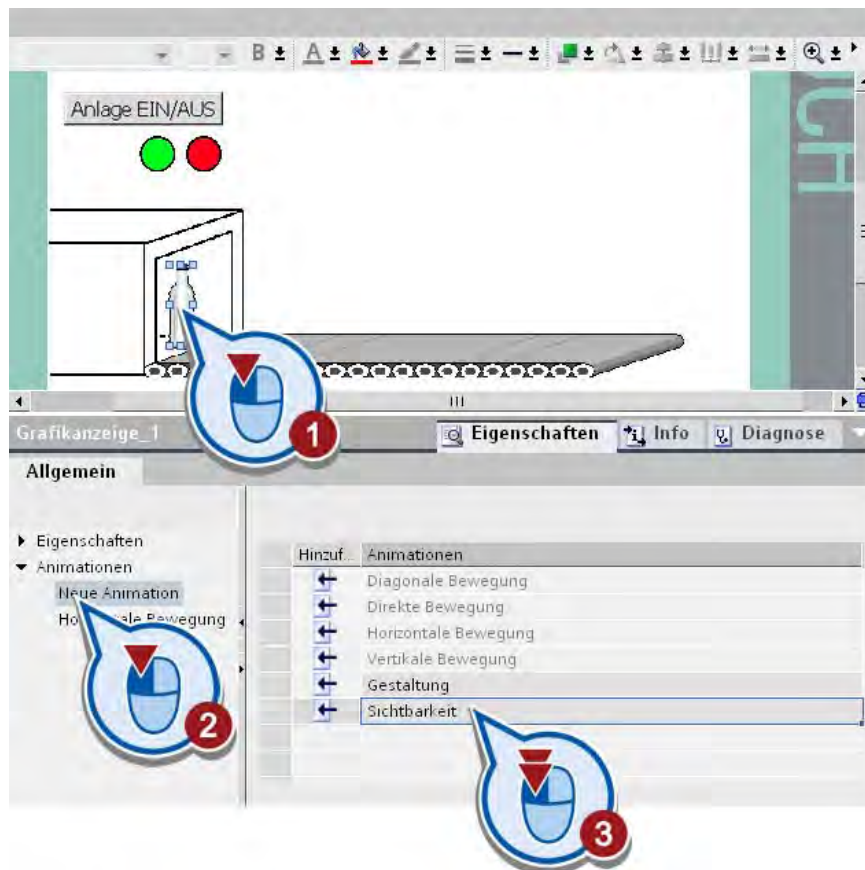 B A
Anlage EIN/AUS
1
Grafikanzeige_1
Eigenschaften Info Diagnose
Allgemein
Eigenschaften
Animationen
Neue Animation
Bewegung
2
Hinzuf... Animationen
Diagonale Bewegung
Direkte Bewegung
Horizontale Bewegung
Vertikale Bewegung
Gestaltung
Sichtbarkeit
3